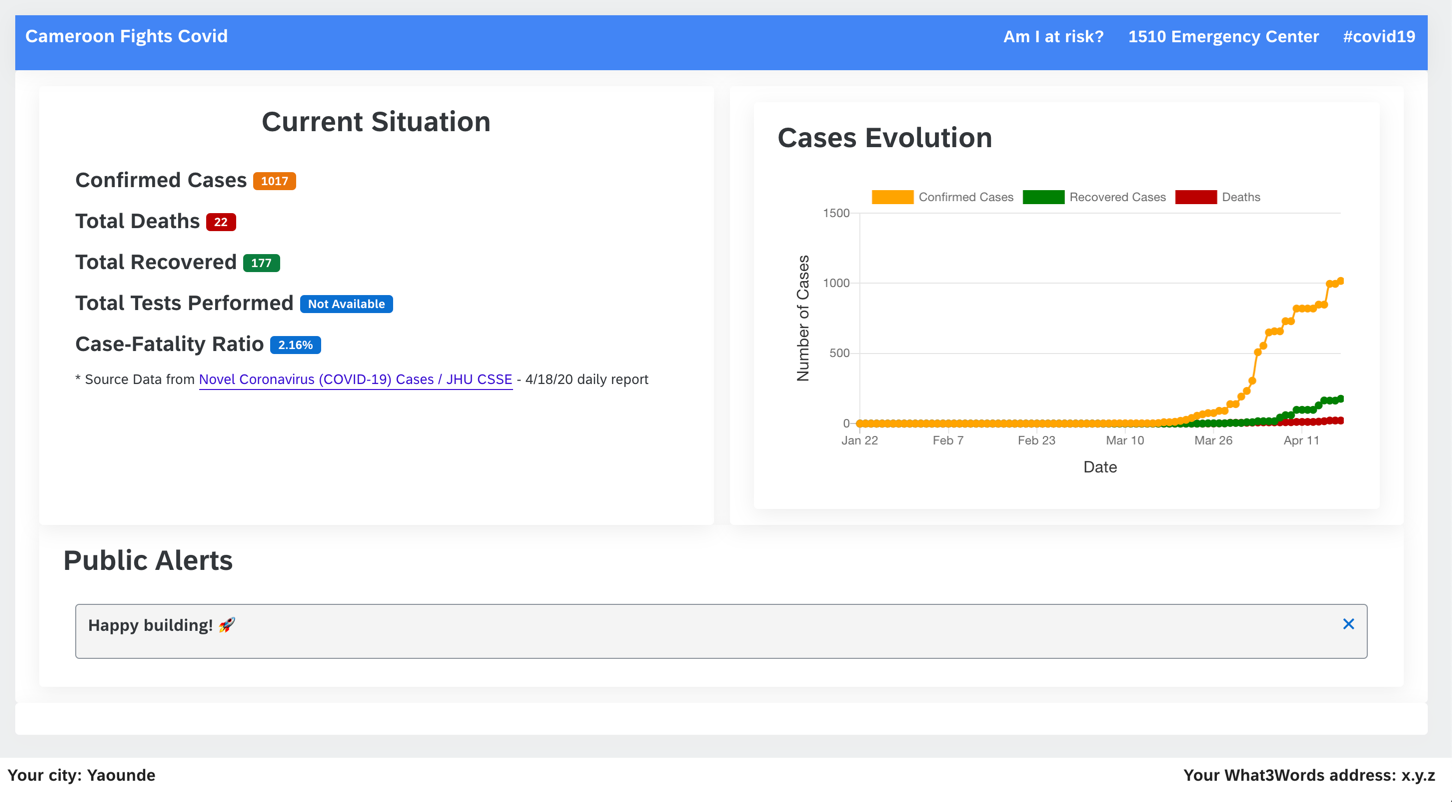 Cameroon Fights Covid
Am I at risk? 1510 Emergency Center #covid19
Current Situation
Confirmed Cases 1017
Total Deaths 22
Total Recovered 177
Total Tests Performed Not Available
Case-Fatality Ratio 2.16%
* Source Data from Novel Coronavirus (COVID-19) Cases / JHU CSSE - 4/18/20 daily report
Cases Evolution
Confirmed Cases Recovered Cases Deaths
1500
1000
500
0
Number of Cases
Jan 22 Feb 7 Feb 23 Mar 10 Mar 26 Apr 11
Date
Public Alerts
Happy building! 🚀
Your city: Yaounde
Your What3Words address: x.y.z